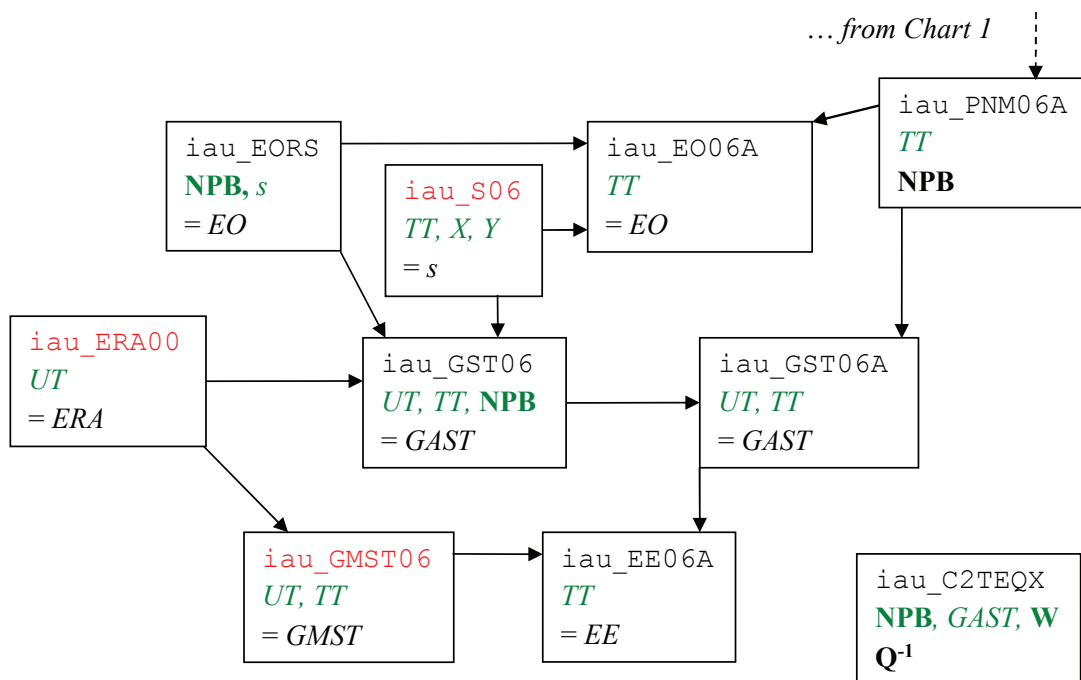 … from Chart 1
iau_PNM06A
TT
NPB
iau_EORS
NPB, s
= EO
iau_EO06A
TT
= EO
iau_S06
TT, X, Y
= s
iau_ERA00
UT
= ERA
iau_GST06
UT, TT, NPB
= GAST
iau_GST06A
UT, TT
= GAST
iau_GMST06
UT, TT
= GMST
iau_EE06A
TT
= EE
iau_C2TEQX
NPB, GAST, W
Q⁻¹